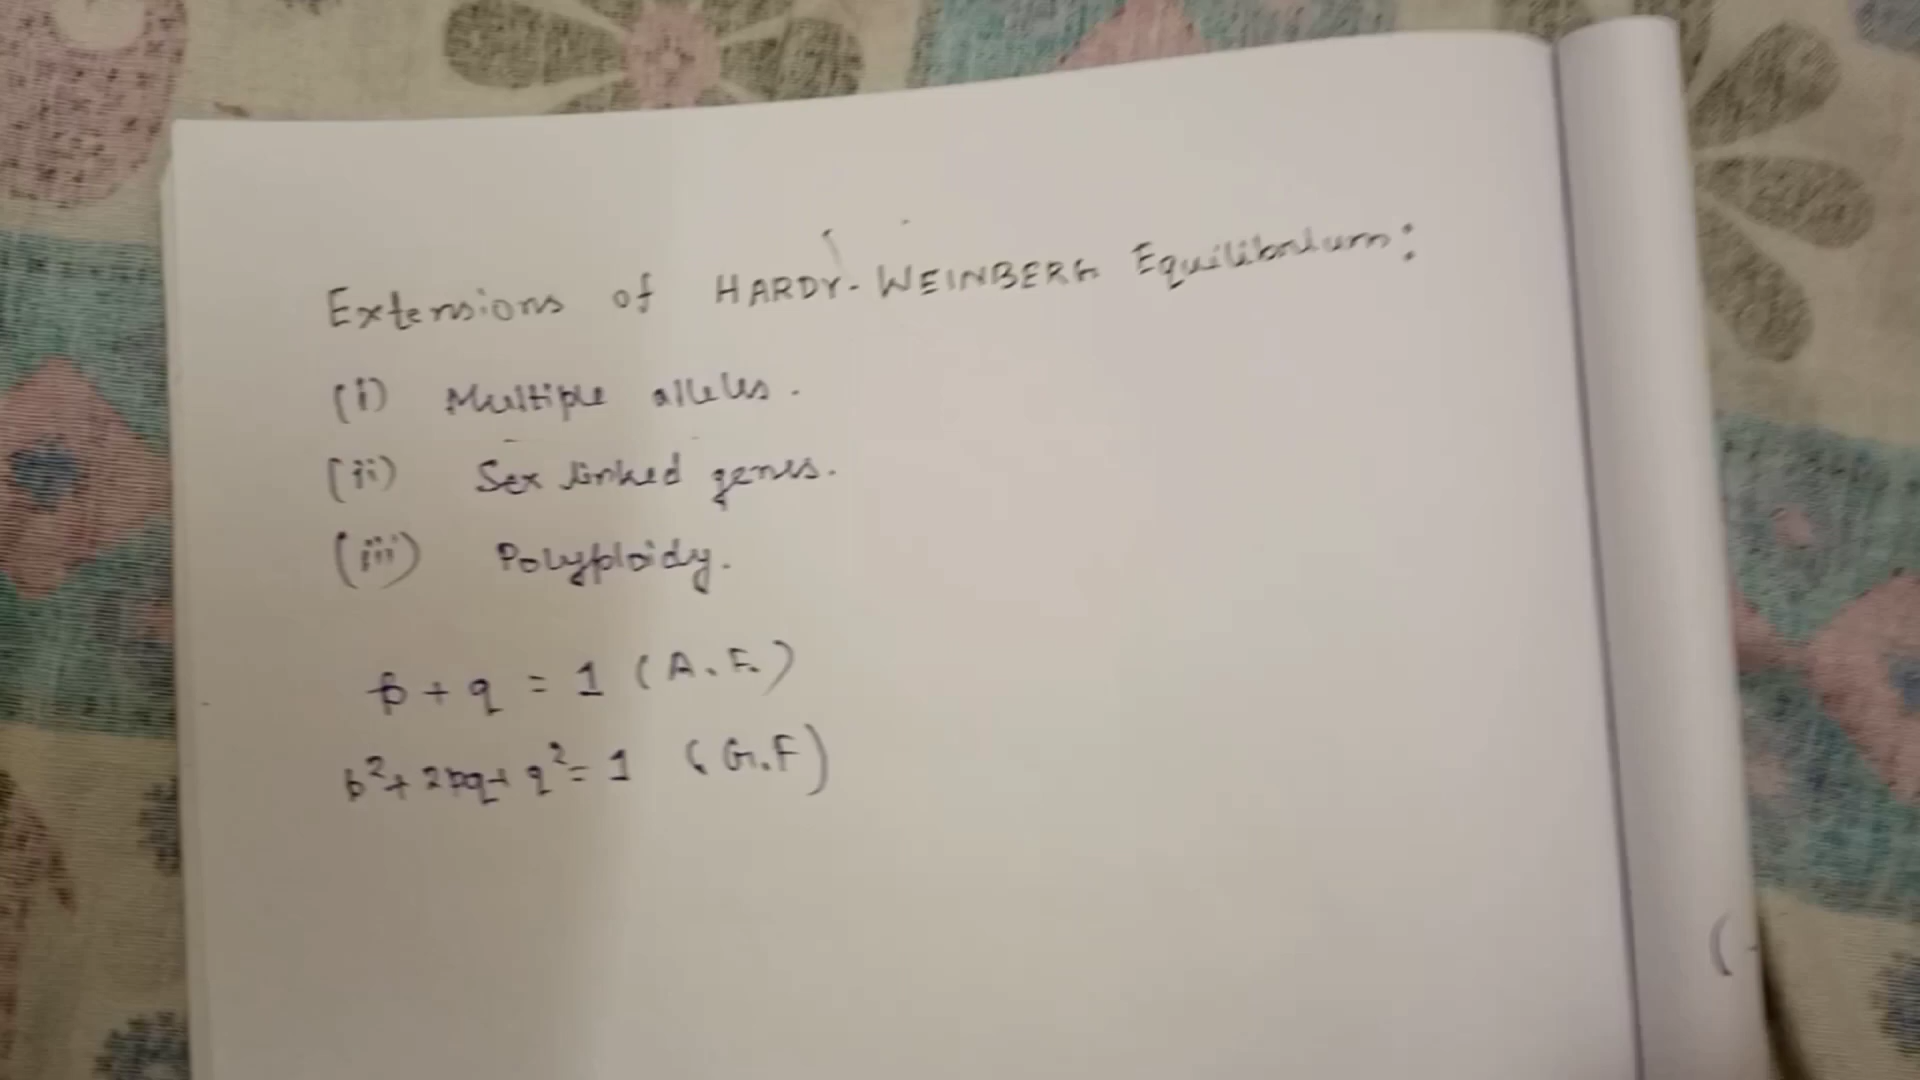 Extensions of HARDY-WEINBERG Equilibrium:
(i) Multiple alleles.
(ii) Sex linked genes.
(iii) Polyploidy.
p + q = 1 (A.F.)
p²+ 2pq+ q²= 1 (G.F)
(